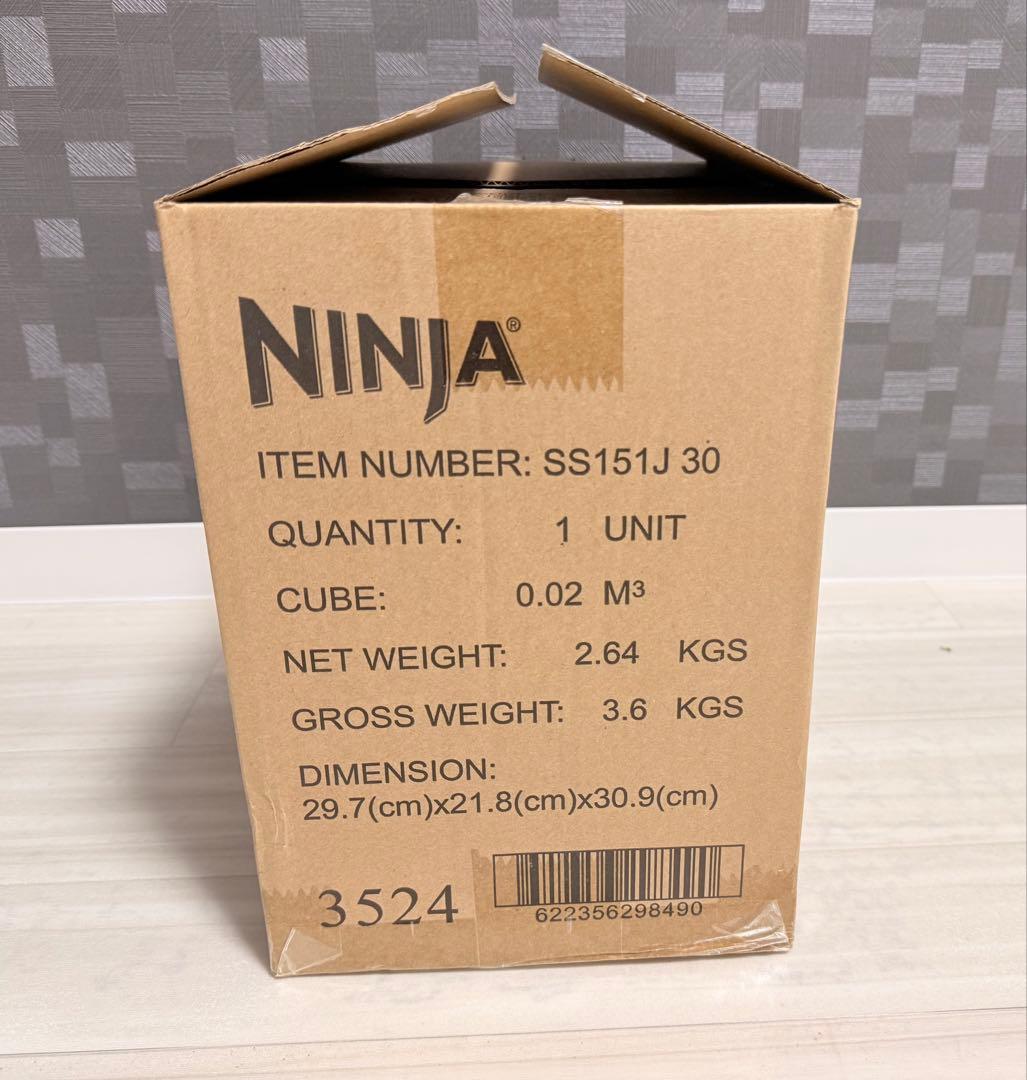 NINJA®
ITEM NUMBER: SS151J 30
QUANTITY: 1 UNIT
CUBE: 0.02 M³
NET WEIGHT: 2.64 KGS
GROSS WEIGHT: 3.6 KGS
DIMENSION:
29.7(cm)x21.8(cm)x30.9(cm)
3524
622356298490